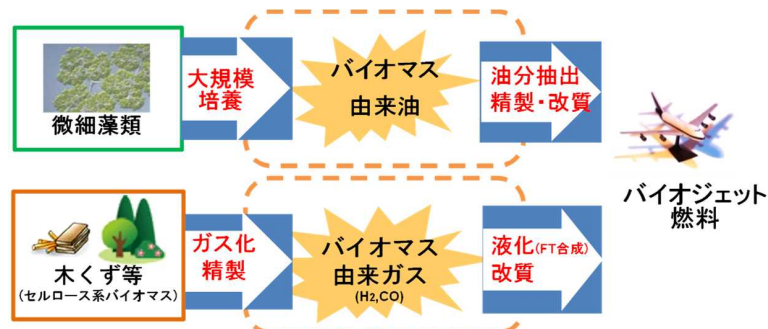 微細藻類
大規模
培養
バイオマス
由来油
油分抽出
精製・改質
木くず等
(セルロース系バイオマス)
ガス化
精製
バイオマス
由来ガス
(H2,CO)
液化(FT合成)
改質
バイオジェット
燃料